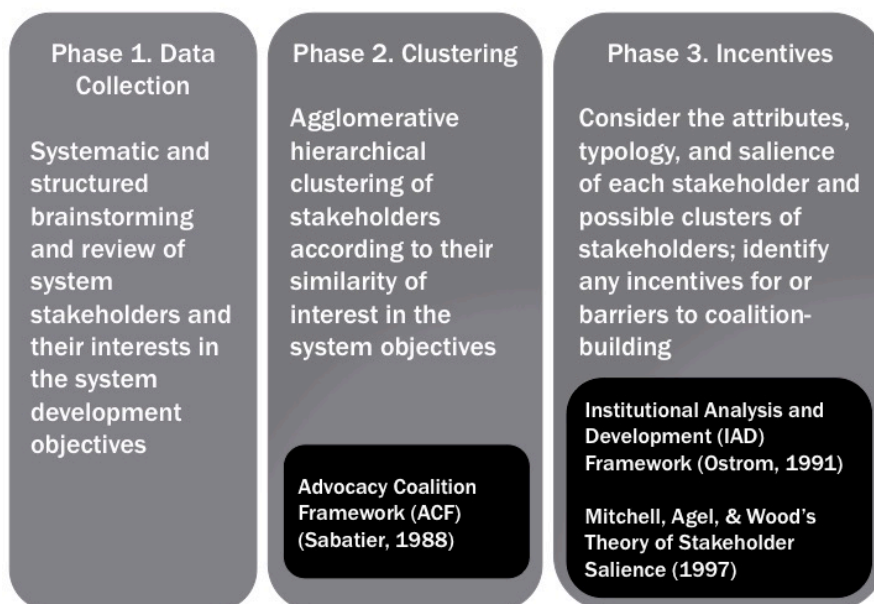 Phase 1. Data
Collection
Systematic and
structured
brainstorming
and review of
system
stakeholders and
their interests in
the system
development
objectives
Phase 2. Clustering
Agglomerative
hierarchical
clustering of
stakeholders
according to their
similarity of
interest in the
system objectives
Advocacy Coalition
Framework (ACF)
(Sabatier, 1988)
Phase 3. Incentives
Consider the attributes,
typology, and salience
of each stakeholder and
possible clusters of
stakeholders; identify
any incentives for or
barriers to coalition-
building
Institutional Analysis and
Development (IAD)
Framework (Ostrom, 1991)
Mitchell, Agel, & Wood's
Theory of Stakeholder
Salience (1997)